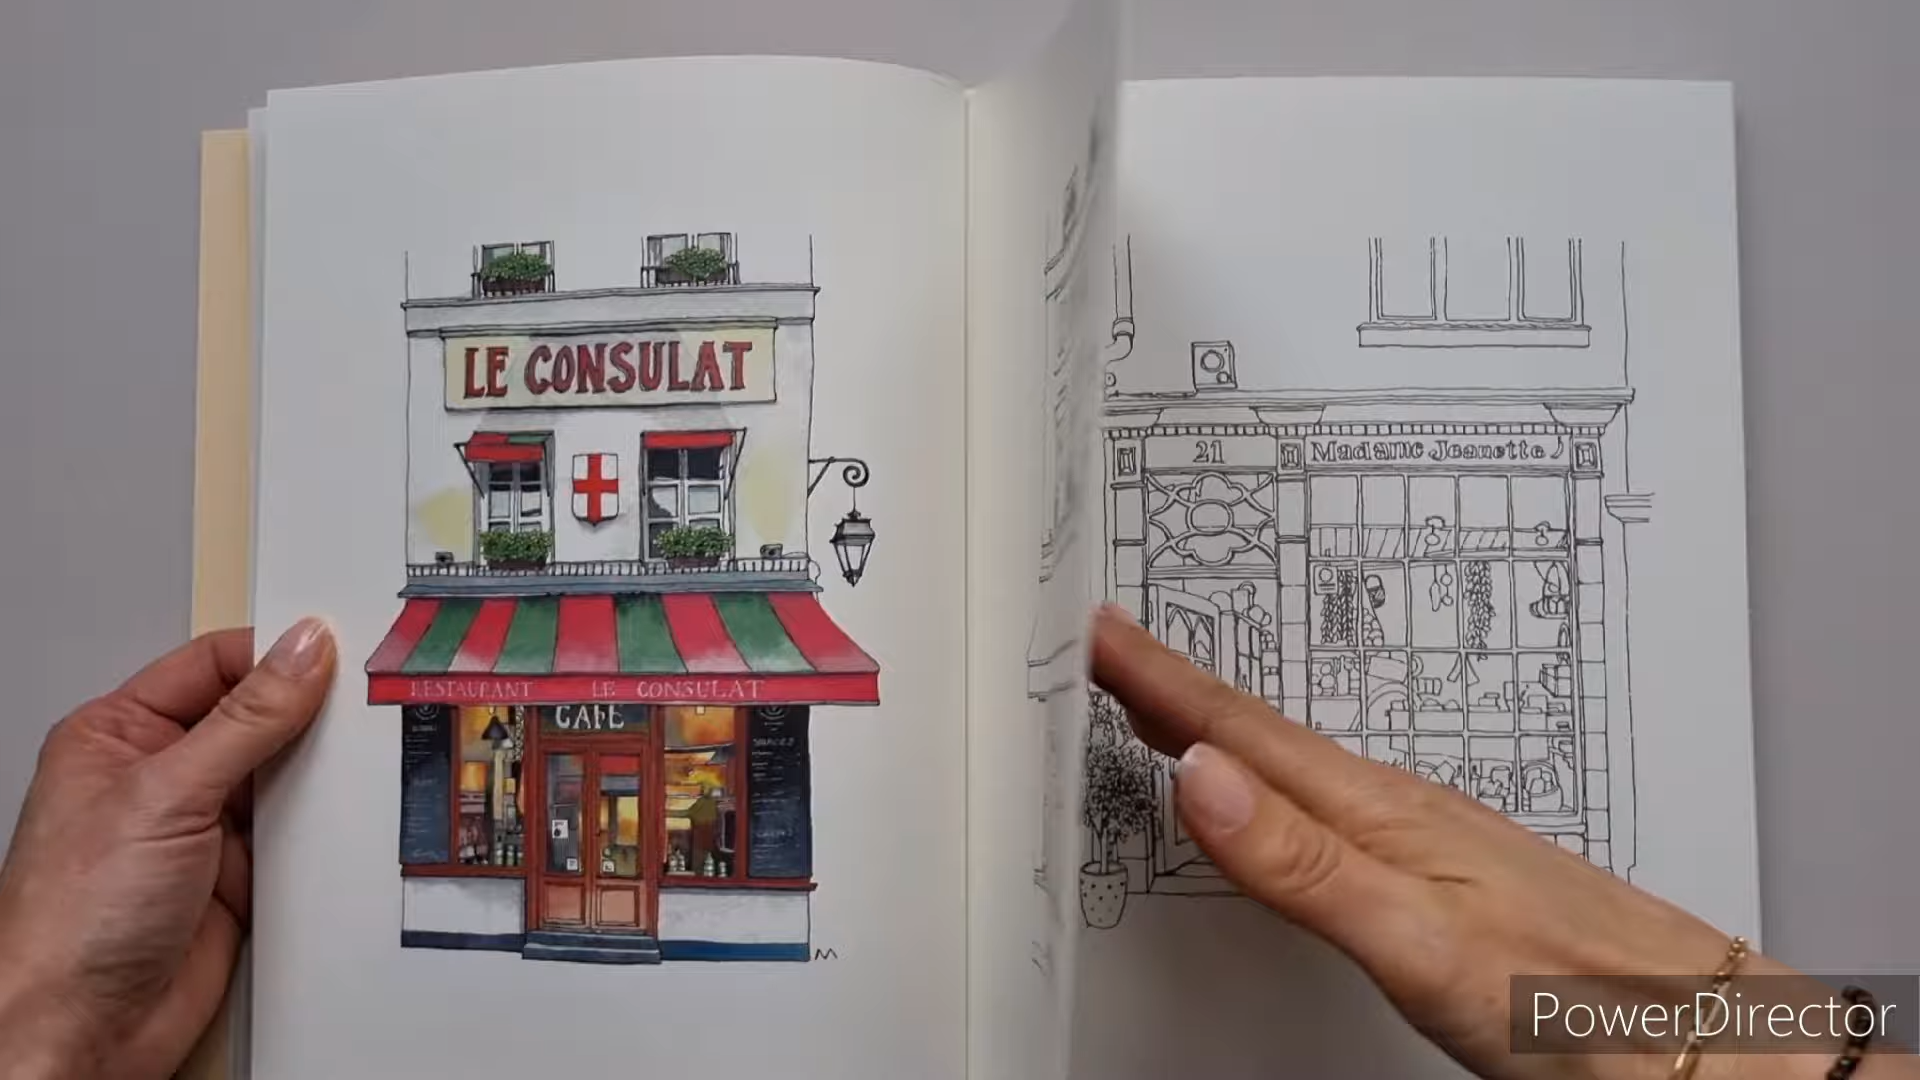 LE CONSULAT
RESTAURANT LE CONSULAT
CAFE
M
21
Madame Jeanette
PowerDirector